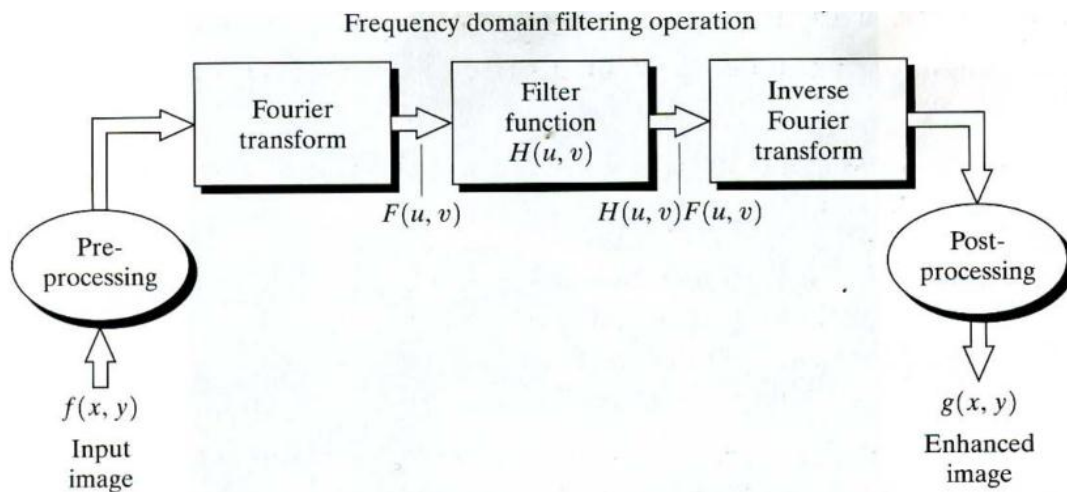 Frequency domain filtering operation
Fourier
transform
Filter
function
H(u, v)
Inverse
Fourier
transform
F(u, v)
H(u, v)F(u, v)
Pre-
processing
Post-
processing
f(x, y)
Input
image
g(x, y)
Enhanced
image